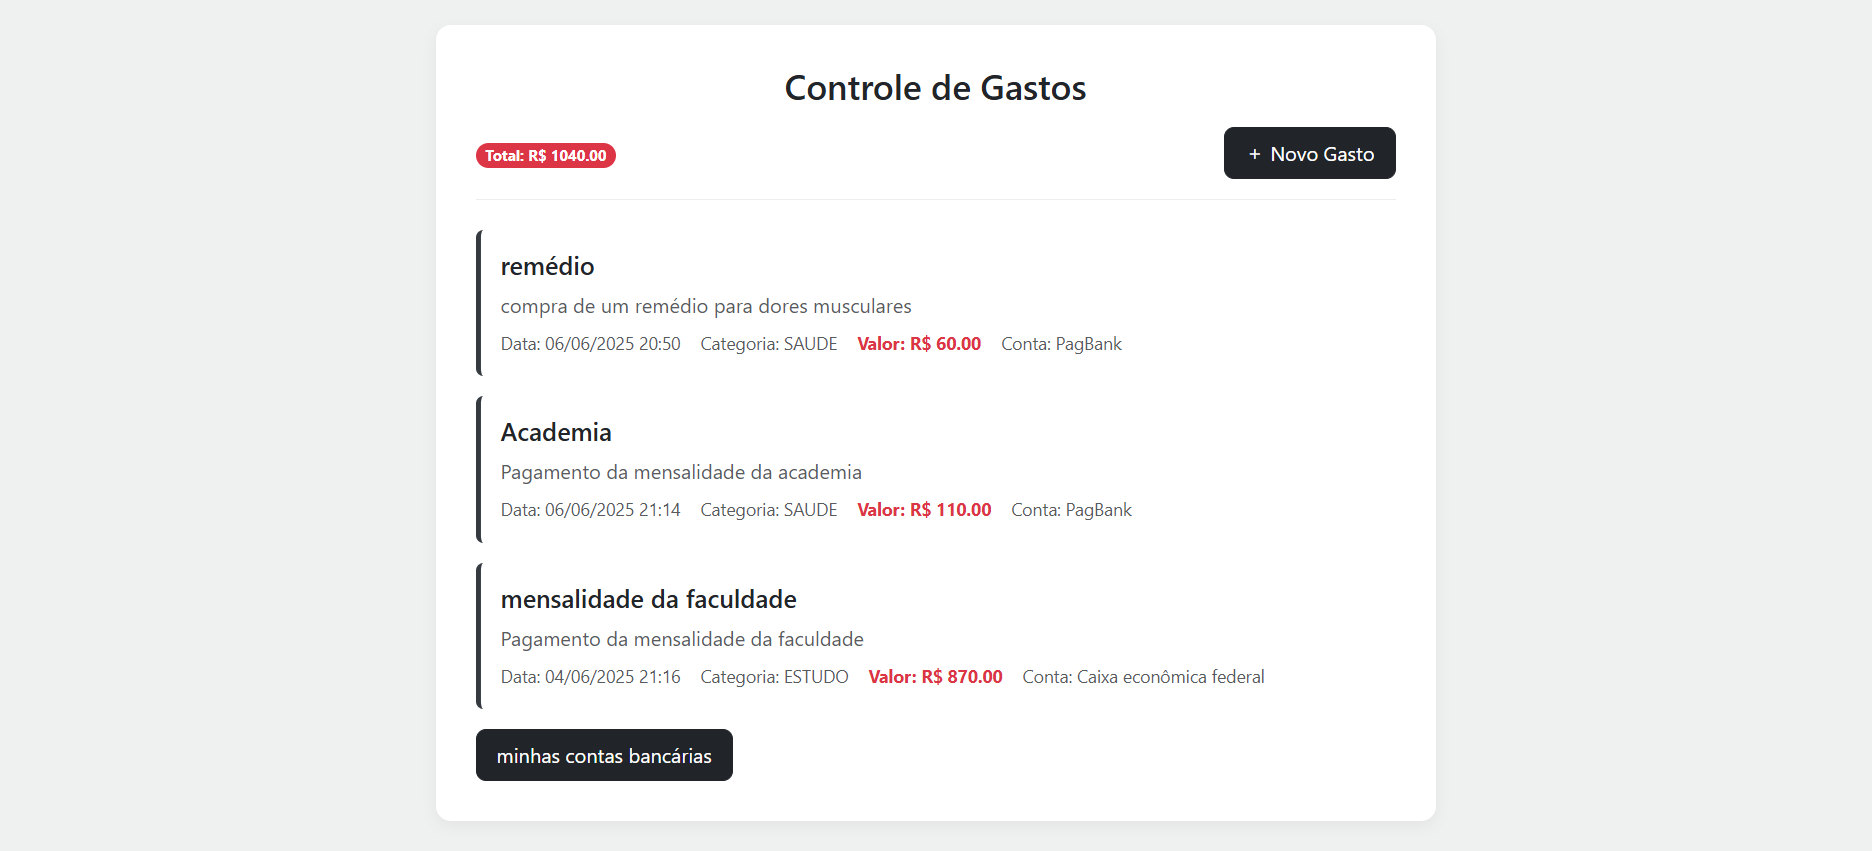 Controle de Gastos
Total: R$ 1040.00
+ Novo Gasto
remédio
compra de um remédio para dores musculares
Data: 06/06/2025 20:50 Categoria: SAUDE Valor: R$ 60.00 Conta: PagBank
Academia
Pagamento da mensalidade da academia
Data: 06/06/2025 21:14 Categoria: SAUDE Valor: R$ 110.00 Conta: PagBank
mensalidade da faculdade
Pagamento da mensalidade da faculdade
Data: 04/06/2025 21:16 Categoria: ESTUDO Valor: R$ 870.00 Conta: Caixa econômica federal
minhas contas bancárias